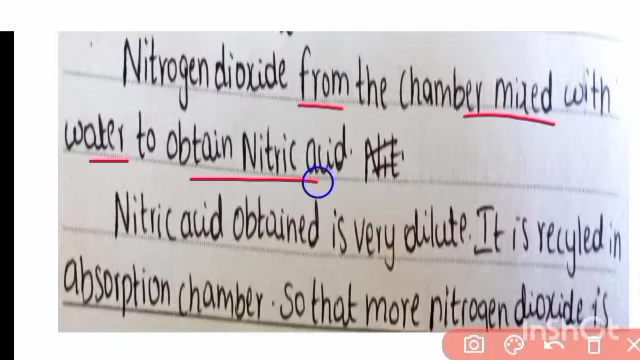 Nitrogen dioxide from the chamber mixed with
water to obtain Nitric acid.
Nitric acid obtained is very dilute. It is recyled in
absorption chamber. So that more nitrogen dioxide is
InShOt